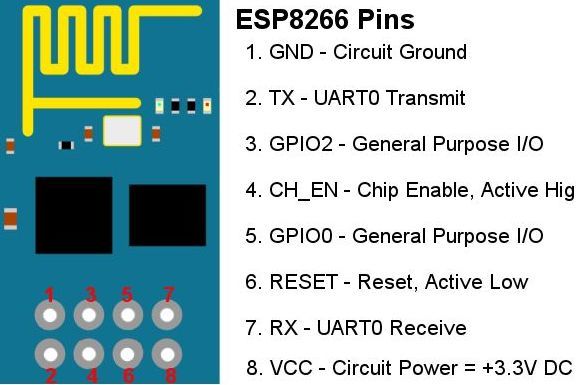 ESP8266 Pins
1. GND - Circuit Ground
2. TX - UART0 Transmit
3. GPIO2 - General Purpose I/O
4. CH_EN - Chip Enable, Active Hig
5. GPIO0 - General Purpose I/O
6. RESET - Reset, Active Low
7. RX - UART0 Receive
8. VCC - Circuit Power = +3.3V DC
1 3 5 7
2 4 6 8